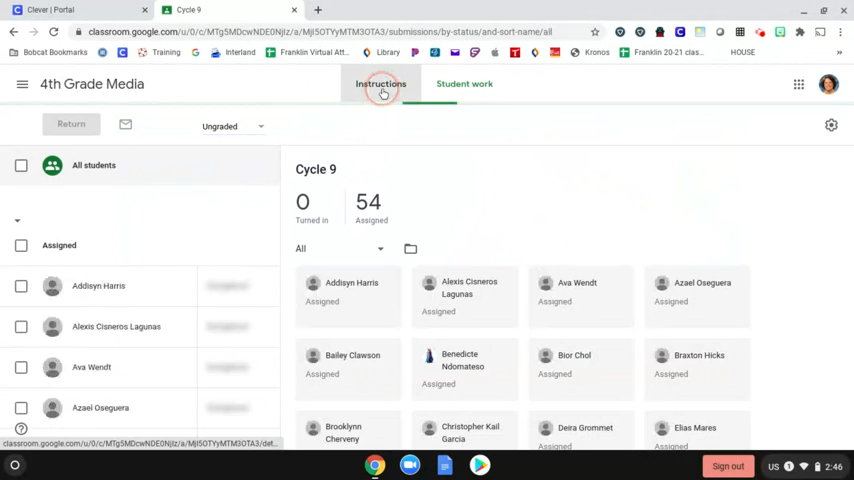 Clever | Portal
Cycle 9
classroom.google.com/u/0/c/MTg5MDcwNDE0NjIz/a/MjI5OTYyMTM3OTA3/submissions/by-status/and-sort-name/all
Bobcat Bookmarks
Training
Interland
Franklin Virtual Att...
Library
Kronos
Franklin 20-21 clas...
HOUSE
4th Grade Media
Instructions
Student work
Return
Ungraded
All students
Cycle 9
0
54
Turned in
Assigned
Assigned
All
Addisyn Harris
Alexis Cisneros Lagunas
Ava Wendt
Azael Oseguera
Addisyn Harris
Assigned
Alexis Cisneros
Lagunas
Assigned
Ava Wendt
Assigned
Azael Oseguera
Assigned
Bailey Clawson
Assigned
Benedicte
Ndomateso
Assigned
Bior Chol
Assigned
Braxton Hicks
Assigned
Brooklynn
Cherveny
Christopher Kail
Garcia
Deira Grommet
Assigned
Elias Mares
Assigned
classroom.google.com/u/0/c/MTg5MDcwNDE0NjIz/a/MjI5OTYyMTM3OTA3/det...
Sign out
US
1
2:46